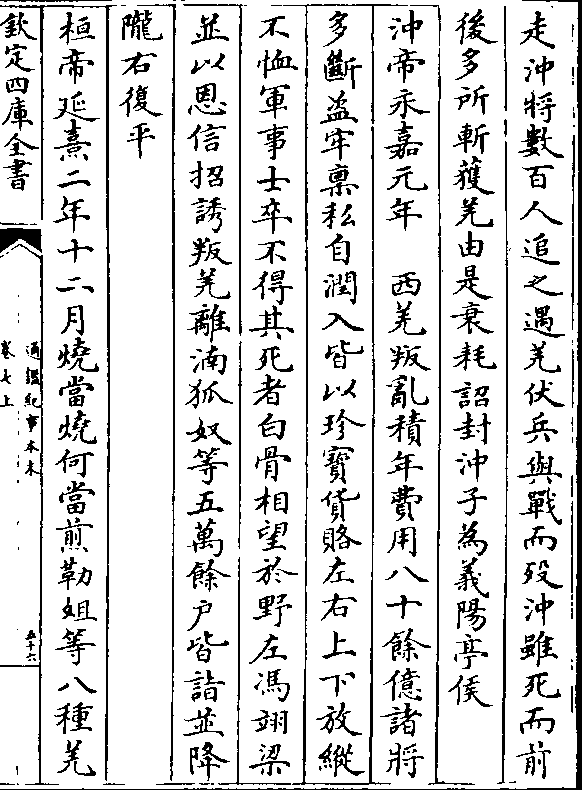 走沖將數百人追之遇羌伏兵與戰而歿沖雖死而前
後多所斬獲羌由是衰耗詔封沖子為義陽亭侯
沖帝永嘉元年　西羌叛亂積年費用八十餘億諸將
多斷盜牢稟私自潤入皆以珍寶貨賂左右上下放縱
不恤軍事士卒不得其死者白骨相望於野左馮翊梁
並以恩信招誘叛羌離湳狐奴等五萬餘户皆詣並降
隴右復平
桓帝延熹二年十二月燒當燒何當煎勒姐等八種羌
欽定四庫全書
通鑑紀事本末
卷七上
五十六